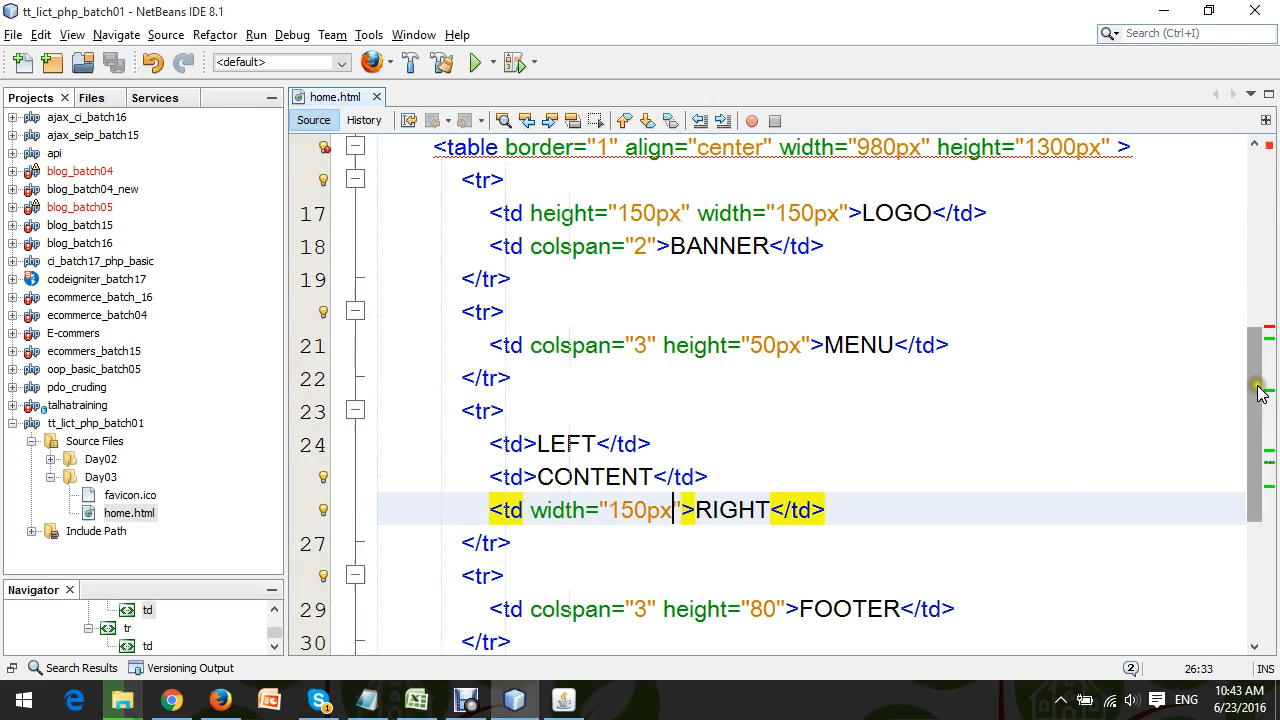 tt_lict_php_batch01 - NetBeans IDE 8.1
File Edit View Navigate Source Refactor Run Debug Team Tools Window Help
Search (Ctrl+I)
<default>
Projects Files Services
home.html
Source History
ajax_ci_batch16
ajax_seip_batch15
api
blog_batch04
blog_batch04_new
blog_batch05
blog_batch15
blog_batch16
ci_batch17_php_basic
codeigniter_batch17
ecommerce_batch_16
ecommerce_batch04
E-commers
ecommers_batch15
oop_basic_batch05
pdo_cruding
talhatraining
tt_lict_php_batch01
Source Files
Day02
Day03
favicon.ico
home.html
Include Path
Navigator
td
tr
td
<table border="1" align="center" width="980px" height="1300px" >
<tr>
17 <td height="150px" width="150px">LOGO</td>
18 <td colspan="2">BANNER</td>
19 </tr>
<tr>
21 <td colspan="3" height="50px">MENU</td>
22 </tr>
23 <tr>
24 <td>LEFT</td>
<td>CONTENT</td>
<td width="150px">RIGHT</td>
27 </tr>
<tr>
29 <td colspan="3" height="80">FOOTER</td>
30 </tr>
Search Results Versioning Output
2 26:33 INS
ENG
10:43 AM
6/23/2016